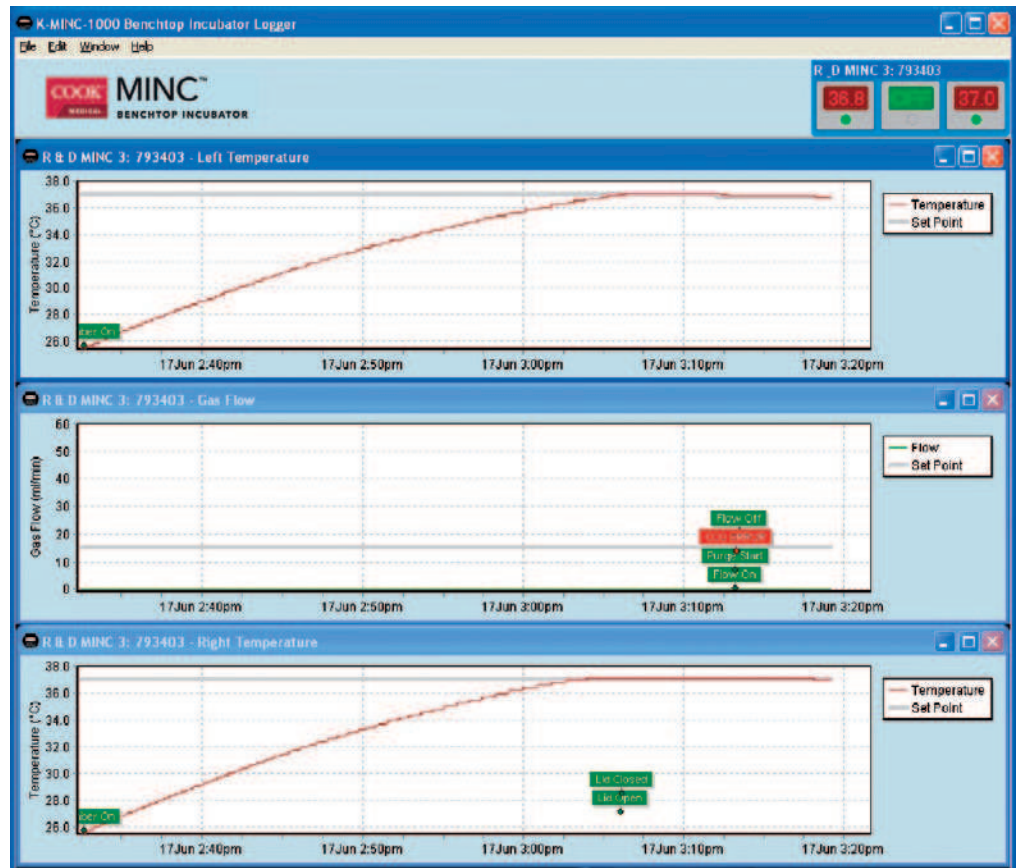 K-MINC-1000 Benchtop Incubator Logger
File Edit Window Help
COOK
MEDICAL
MINC™
BENCHTOP INCUBATOR
R_D MINC 3: 793403
36.8 37.0
R & D MINC 3: 793403 - Left Temperature
Temperature (°C)
38.0
36.0
34.0
32.0
30.0
28.0
26.0
ber On
17Jun 2:40pm 17Jun 2:50pm 17Jun 3:00pm 17Jun 3:10pm 17Jun 3:20pm
Temperature
Set Point
R & D MINC 3: 793403 - Gas Flow
Gas Flow (ml/min)
60
50
40
30
20
10
0
Flow Off
Purge Start
Flow On
17Jun 2:40pm 17Jun 2:50pm 17Jun 3:00pm 17Jun 3:10pm 17Jun 3:20pm
Flow
Set Point
R & D MINC 3: 793403 - Right Temperature
Temperature (°C)
38.0
36.0
34.0
32.0
30.0
28.0
26.0
ber On
Lid Closed
Lid Open
17Jun 2:40pm 17Jun 2:50pm 17Jun 3:00pm 17Jun 3:10pm 17Jun 3:20pm
Temperature
Set Point